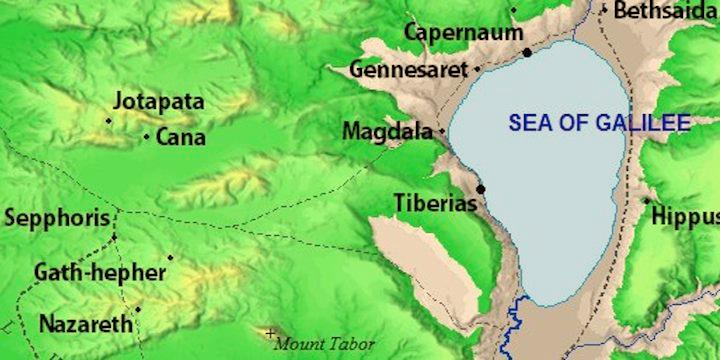 Bethsaida
Capernaum
Gennesaret
Jotapata
SEA OF GALILEE
Magdala
Cana
Tiberias
Sepphoris
Hippus
Gath-hepher
Nazareth
Mount Tabor